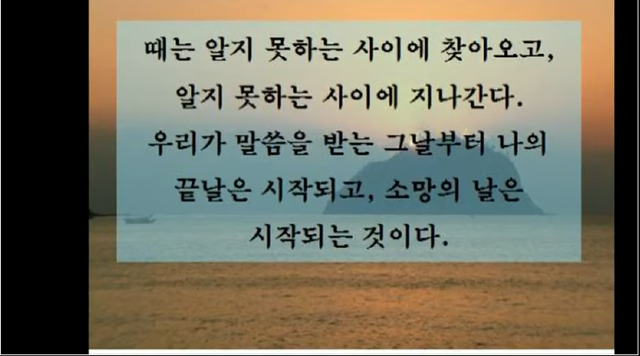 때는 알지 못하는 사이에 찾아오고,
알지 못하는 사이에 지나간다.
우리가 말씀을 받는 그날부터 나의
끝날은 시작되고, 소망의 날은
시작되는 것이다.